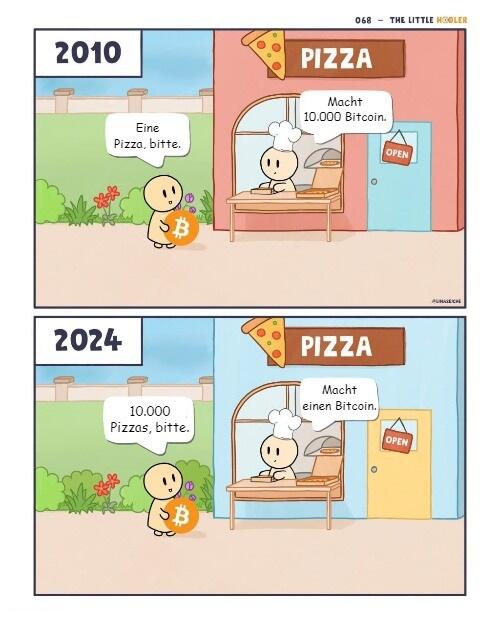 068 – THE LITTLE HODLER
2010
PIZZA
Eine
Pizza, bitte.
Macht
10.000 Bitcoin.
OPEN
2024
PIZZA
10.000
Pizzas, bitte.
Macht
einen Bitcoin.
OPEN